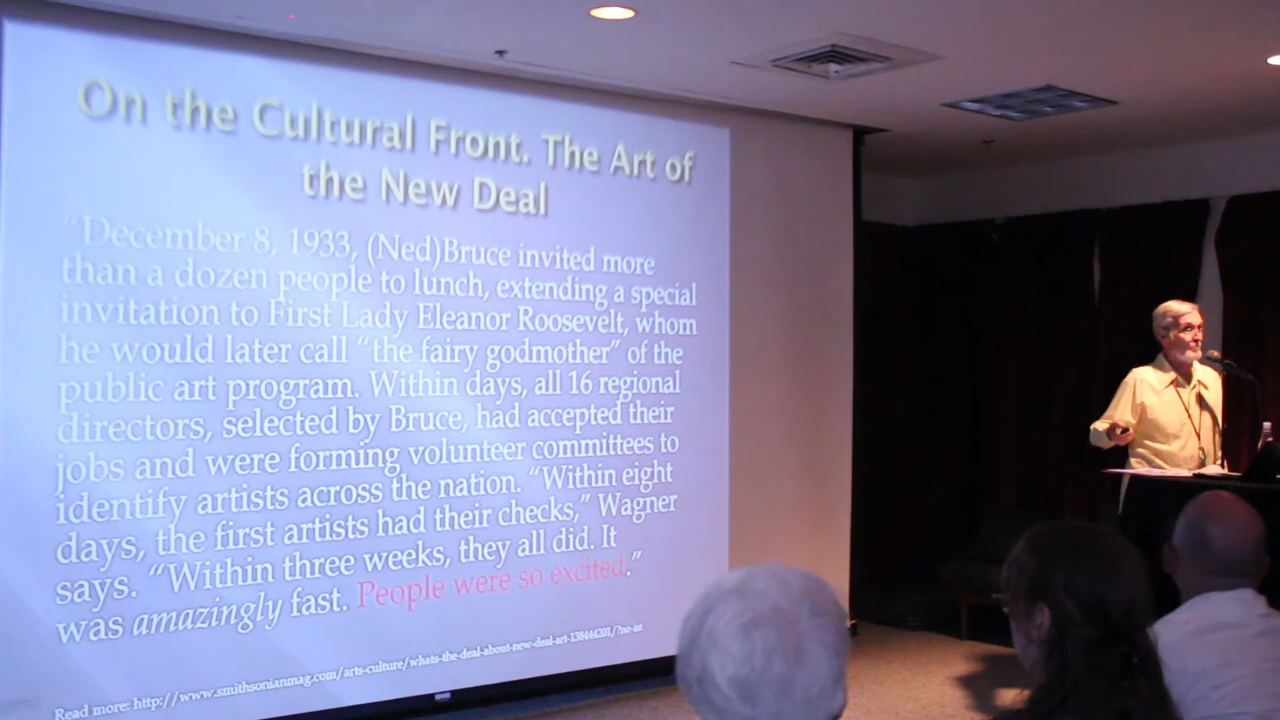 On the Cultural Front. The Art of
the New Deal
“December 8, 1933, (Ned)Bruce invited more
than a dozen people to lunch, extending a special
invitation to First Lady Eleanor Roosevelt, whom
he would later call “the fairy godmother” of the
public art program. Within days, all 16 regional
directors, selected by Bruce, had accepted their
jobs and were forming volunteer committees to
identify artists across the nation. “Within eight
days, the first artists had their checks,” Wagner
says. “Within three weeks, they all did. It
was amazingly fast. People were so excited.”
Read more: http://www.smithsonianmag.com/arts-culture/whats-the-deal-about-new-deal-art-138444201/?no-ist